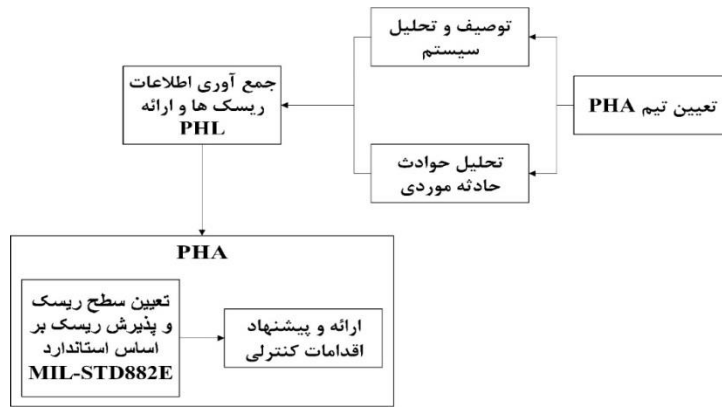 تعیین تیم PHA
توصیف و تحلیل
سیستم
تحلیل حوادث
حادثه موردی
جمع آوری اطلاعات
ریسک ها و ارائه
PHL
PHA
تعیین سطح ریسک
و پذیرش ریسک بر
اساس استاندارد
MIL-STD882E
ارائه و پیشنهاد
اقدامات کنترلی